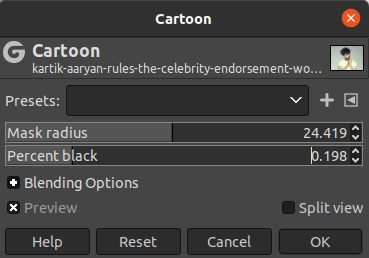 Cartoon
Cartoon
kartik-aaryan-rules-the-celebrity-endorsement-wo…
Presets:
Mask radius 24.419
Percent black 0.198
Blending Options
Preview
Split view
Help Reset Cancel OK